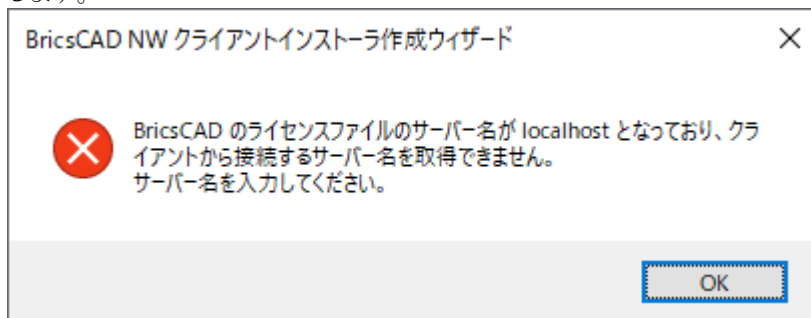 BricsCAD NW クライアントインストーラ作成ウィザード
BricsCAD のライセンスファイルのサーバー名が localhost となっており、クラ
イアントから接続するサーバー名を取得できません。
サーバー名を入力してください。
OK